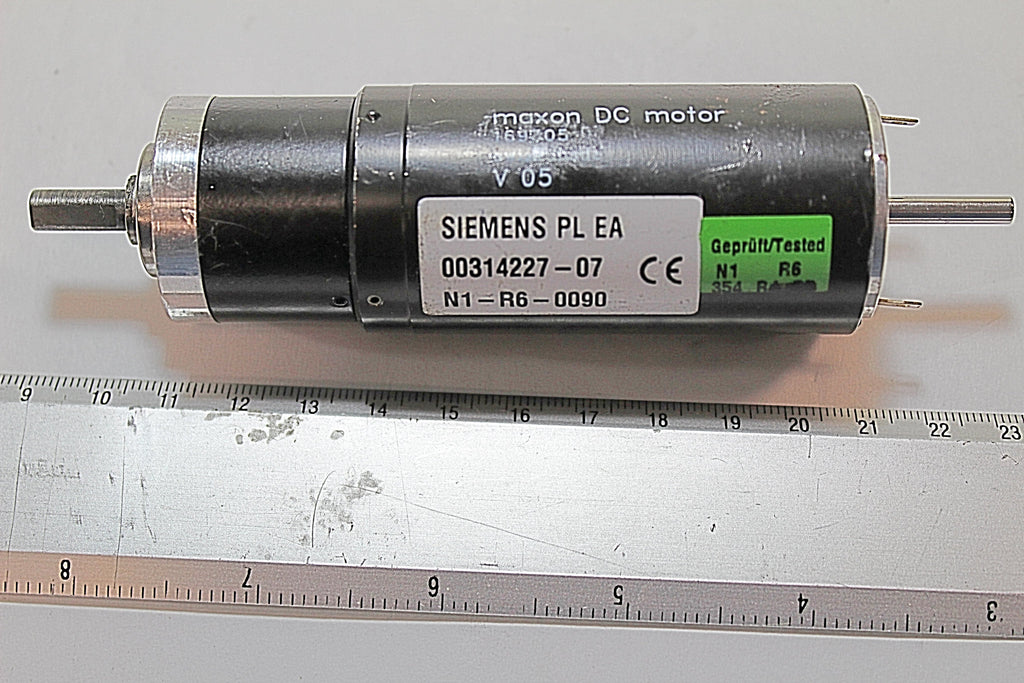 maxon DC motor
V 05
SIEMENS PL EA
00314227-07 CE
N1-R6-0090
Geprüft/Tested
N1 R6
354
9 10 11 12 13 14 15 16 17 18 19 20 21 22 23
8 7 6 5 4 3